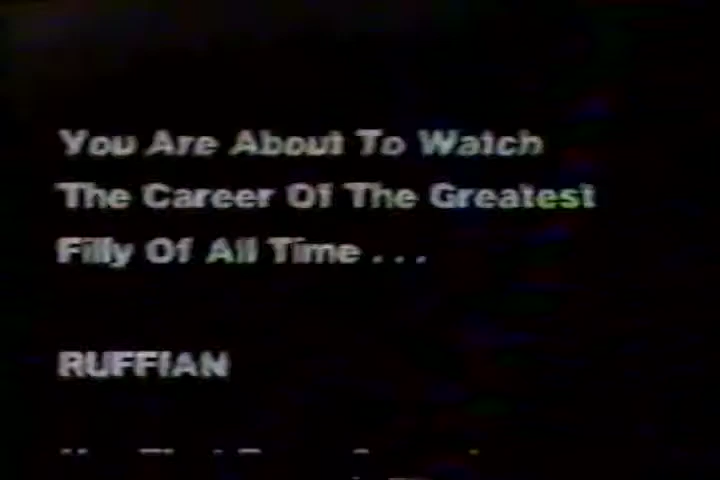 You Are About To Watch
The Career Of The Greatest
Filly Of All Time . . .
RUFFIAN